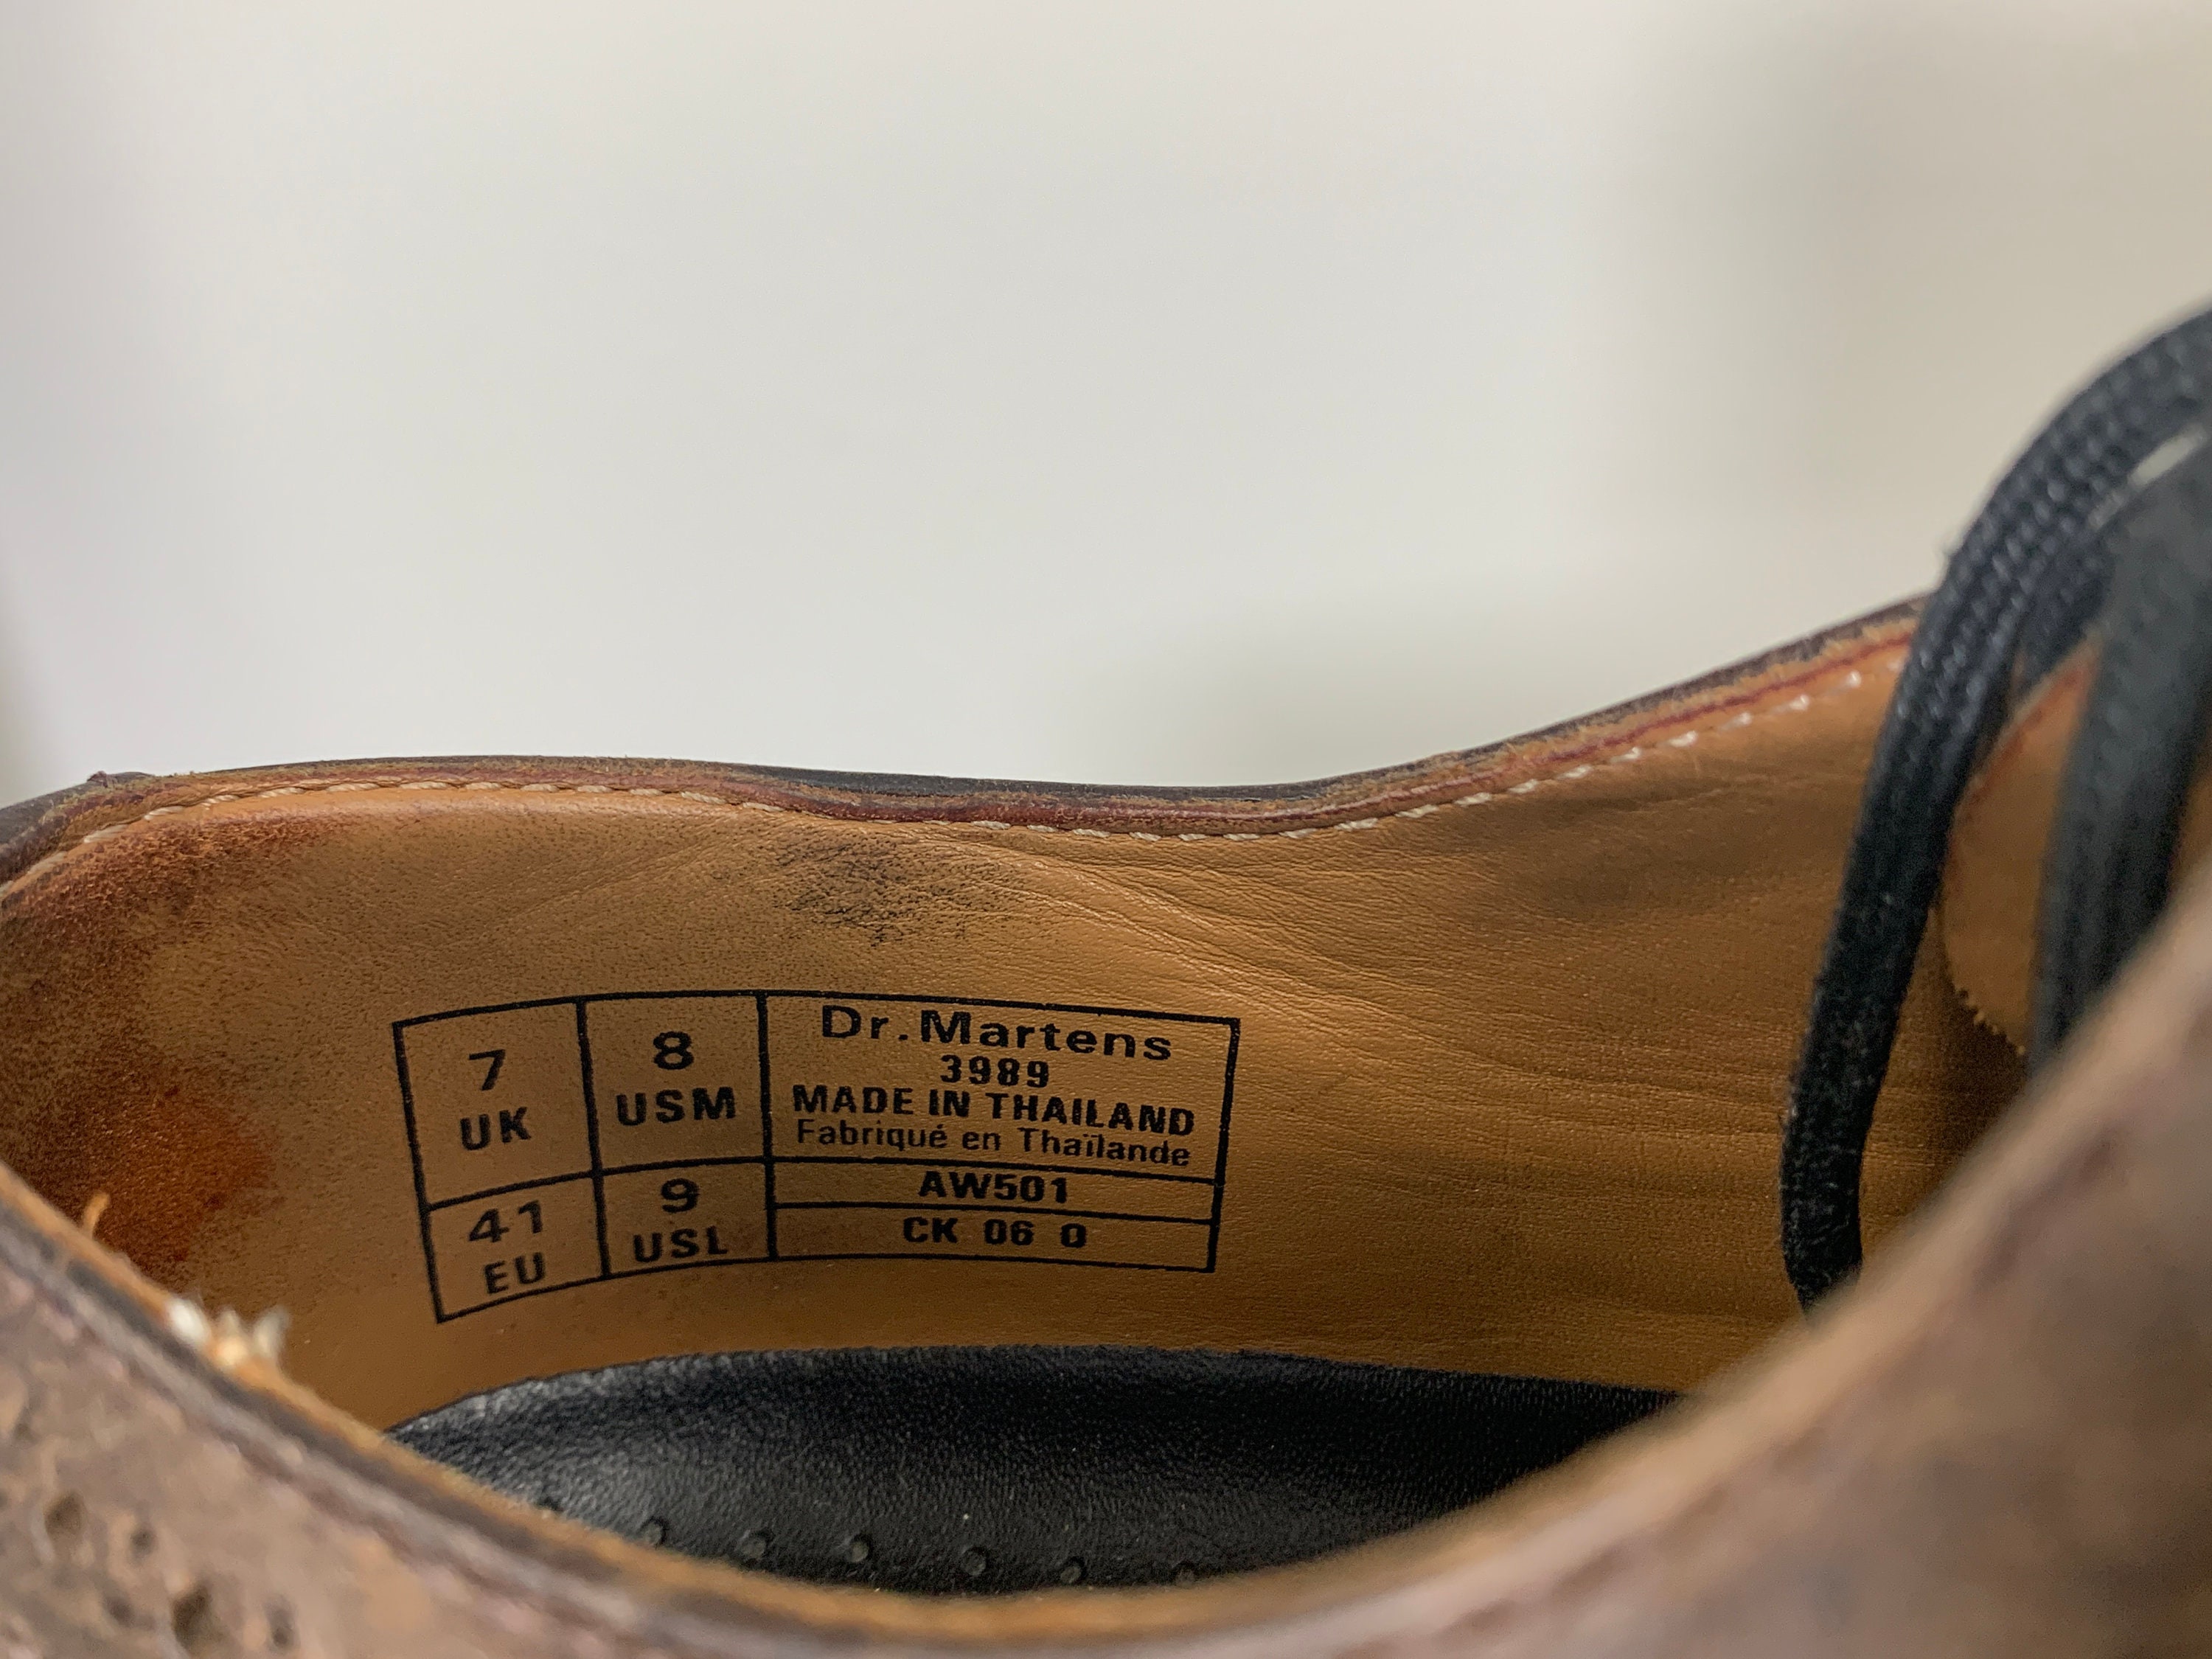 7
UK
8
USM
Dr.Martens
3989
MADE IN THAILAND
Fabriqué en Thaïlande
41
EU
9
USL
AW501
CK 06 0